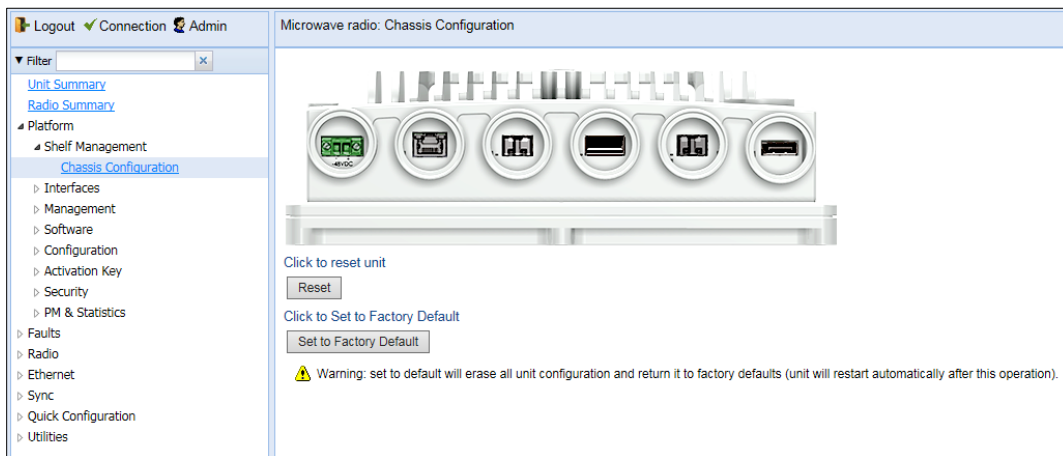 Logout Connection Admin
Filter
Unit Summary
Radio Summary
Platform
Shelf Management
Chassis Configuration
Interfaces
Management
Software
Configuration
Activation Key
Security
PM & Statistics
Faults
Radio
Ethernet
Sync
Quick Configuration
Utilities
Microwave radio: Chassis Configuration
-48VDC
Click to reset unit
Reset
Click to Set to Factory Default
Set to Factory Default
Warning: set to default will erase all unit configuration and return it to factory defaults (unit will restart automatically after this operation).